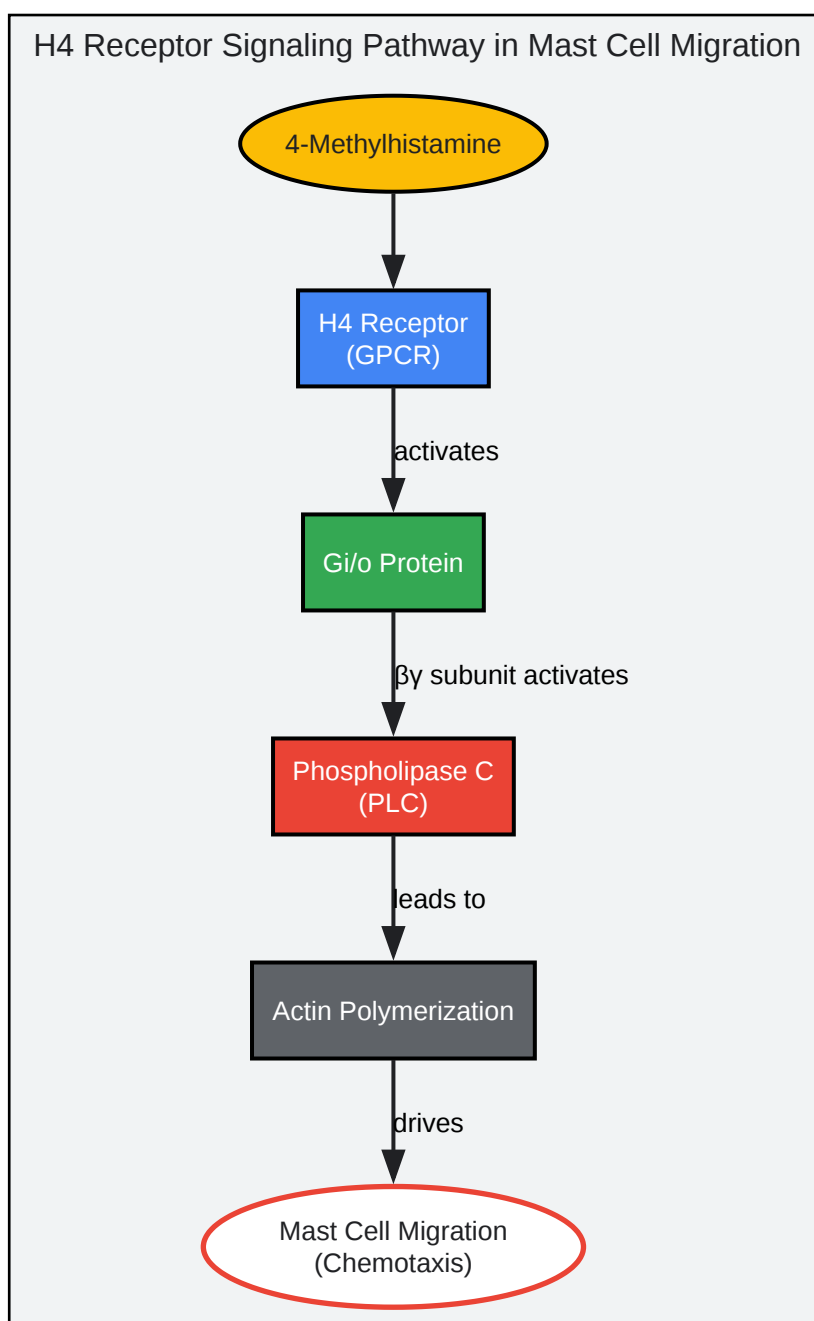 H4 Receptor Signaling Pathway in Mast Cell Migration
4-Methylhistamine
H4 Receptor
(GPCR)
activates
Gi/o Protein
βγ subunit activates
Phospholipase C
(PLC)
leads to
Actin Polymerization
drives
Mast Cell Migration
(Chemotaxis)